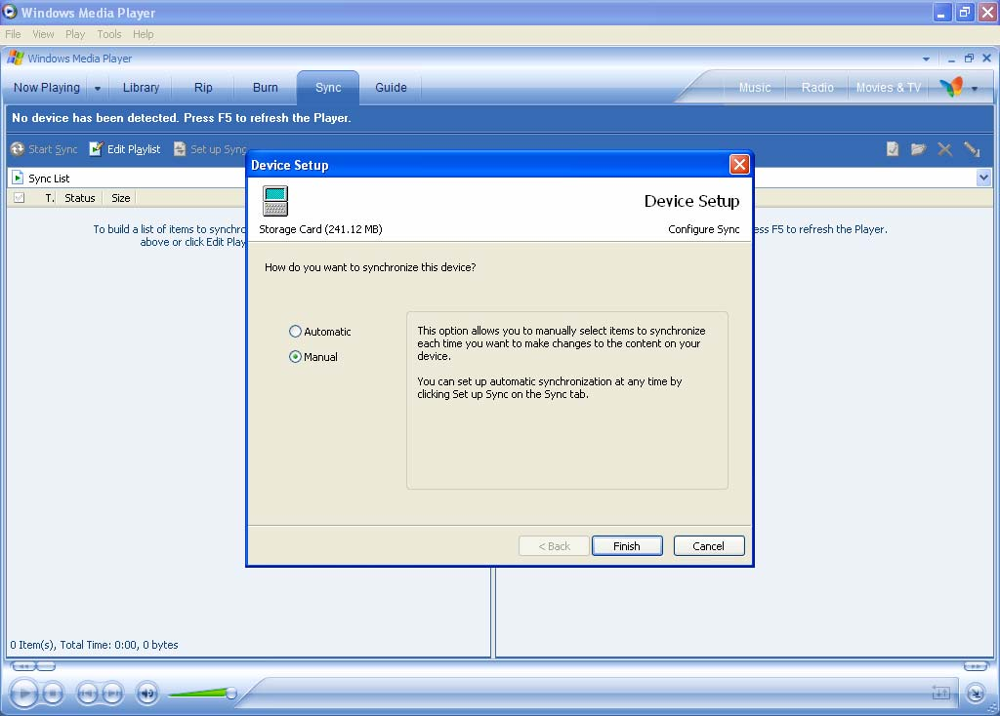 Windows Media Player
File View Play Tools Help
Windows Media Player
Now Playing Library Rip Burn Sync Guide Music Radio Movies & TV
No device has been detected. Press F5 to refresh the Player.
Start Sync Edit Playlist Set up Sync
Sync List
T. Status Size
To build a list of items to synchro
above or click Edit Play
ess F5 to refresh the Player.
Device Setup
Device Setup
Storage Card (241.12 MB) Configure Sync
How do you want to synchronize this device?
Automatic
Manual
This option allows you to manually select items to synchronize
each time you want to make changes to the content on your
device.
You can set up automatic synchronization at any time by
clicking Set up Sync on the Sync tab.
< Back Finish Cancel
0 Item(s), Total Time: 0:00, 0 bytes